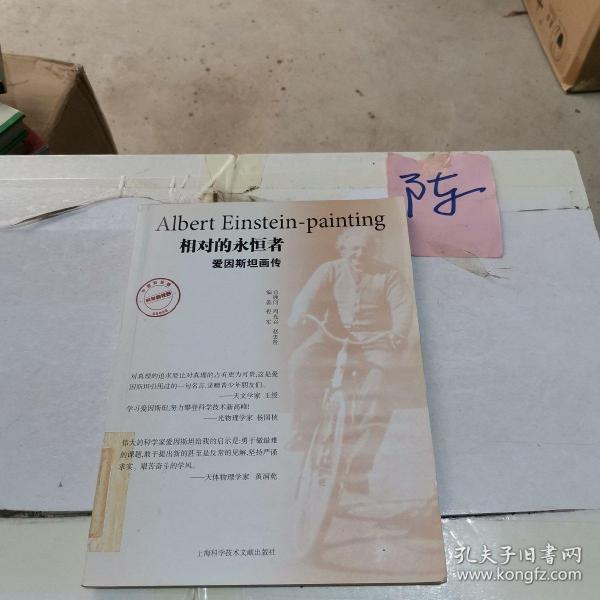 陈
Albert Einstein-painting
相对的永恒者
爱因斯坦画传
对真理的追求要比对真理的占有更为可贵,这是爱
因斯坦引用过的一句名言,录赠青少年朋友们。
——天文学家 王绶
学习爱因斯坦,努力攀登科学技术新高峰!
——光物理学家 杨国桢
伟大的科学家爱因斯坦给我的启示是:勇于做最难
的课题,敢于提出新的甚至是反常的见解,坚持严谨
求实、艰苦奋斗的学风。
——天体物理学家 黄润乾
上海科学技术文献出版社
孔夫子旧书网
www.kongfz.com